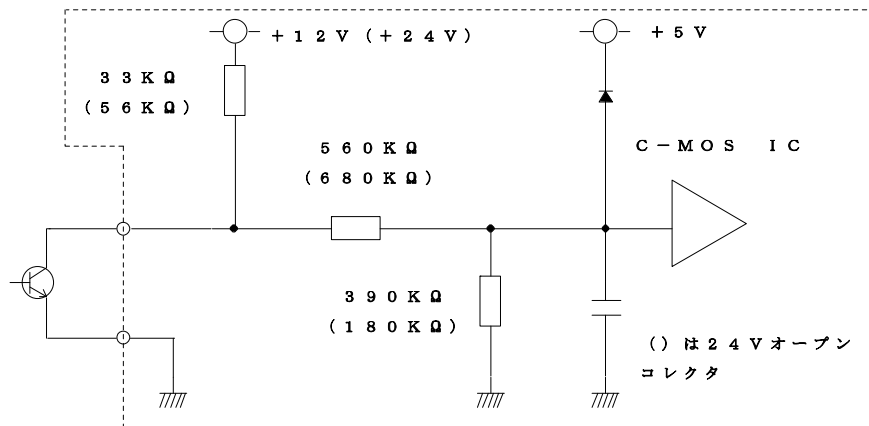 +12V(+24V)
+5V
33KΩ
(56KΩ)
560KΩ
(680KΩ)
C-MOS IC
390KΩ
(180KΩ)
()は24Vオープン
コレクタ